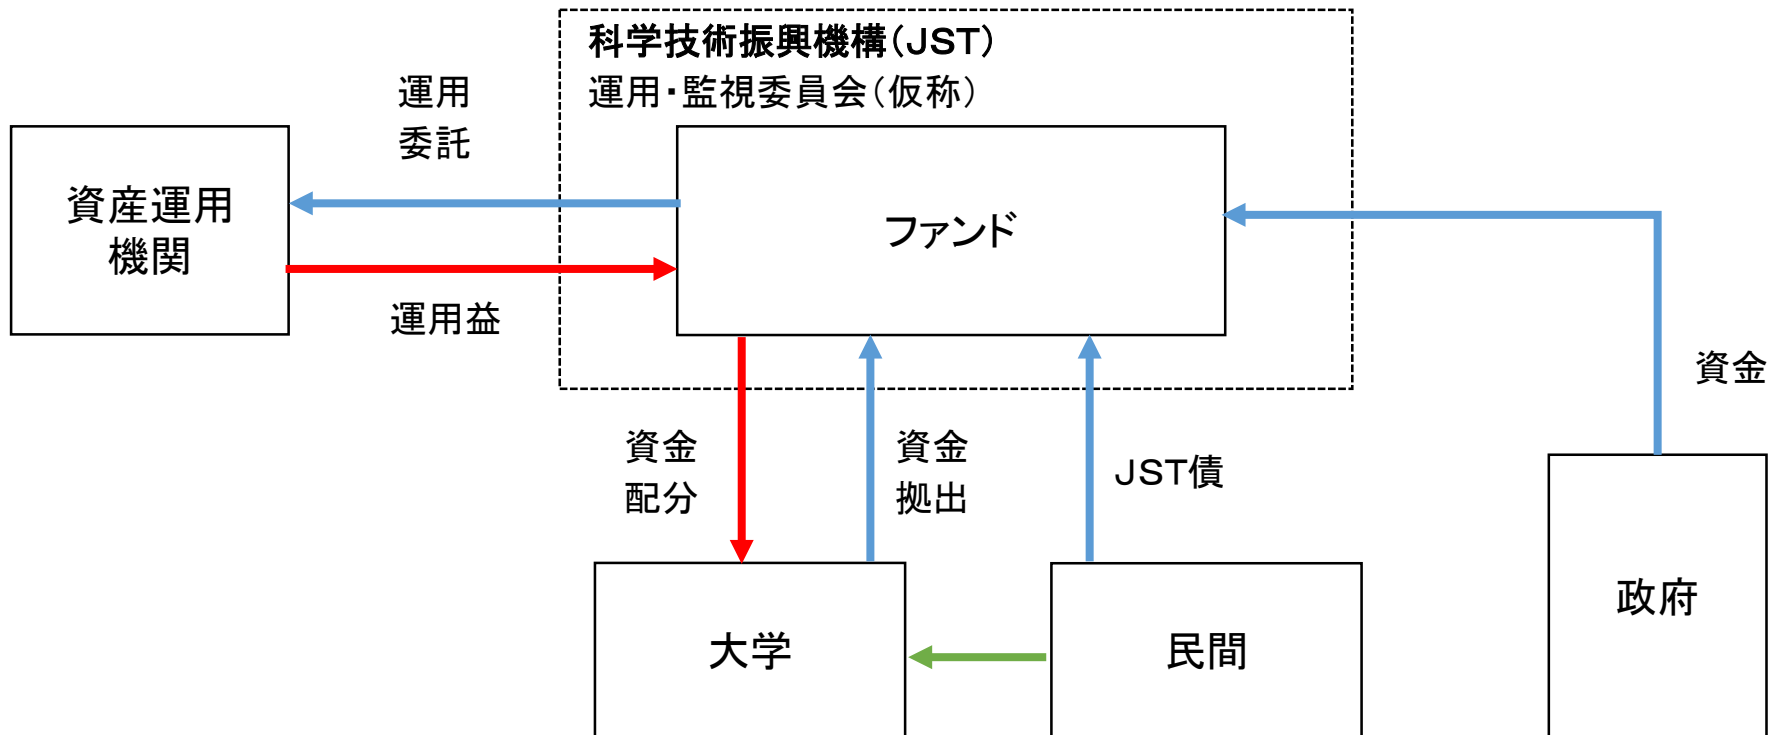 科学技術振興機構（JST）
運用・監視委員会（仮称）
運用
委託
資産運用
機関
ファンド
運用益
資金
資金
配分
資金
拠出
JST債
大学
民間
政府